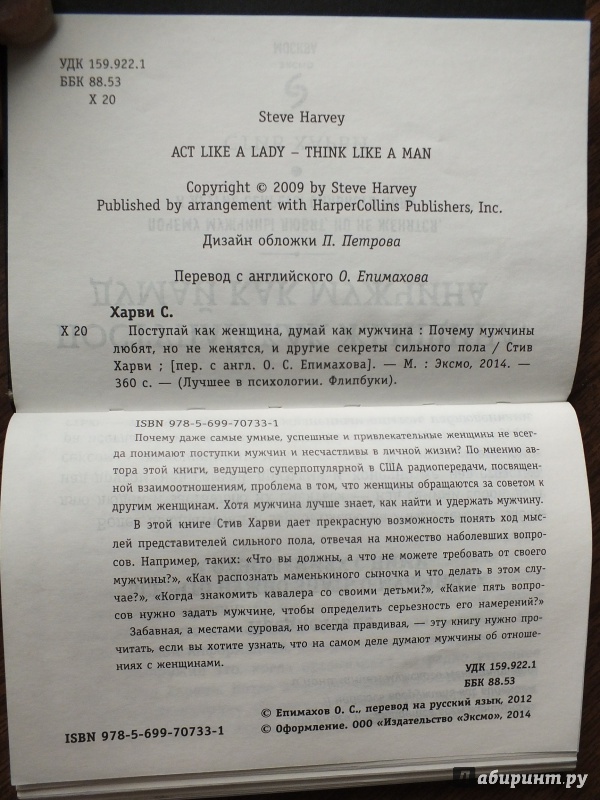 УДК 159.922.1
ББК 88.53
Х 20
Steve Harvey
ACT LIKE A LADY – THINK LIKE A MAN
Copyright © 2009 by Steve Harvey
Published by arrangement with HarperCollins Publishers, Inc.
Дизайн обложки П. Петрова
Перевод с английского О. Епимахова
Харви С.
Х 20 Поступай как женщина, думай как мужчина : Почему мужчины
любят, но не женятся, и другие секреты сильного пола / Стив
Харви ; [пер. с англ. О. С. Епимахова]. — М. : Эксмо, 2014. —
360 с. — (Лучшее в психологии. Флипбуки).
ISBN 978-5-699-70733-1
Почему даже самые умные, успешные и привлекательные женщины не все-
гда понимают поступки мужчин и несчастливы в личной жизни? По мнению ав-
тора этой книги, ведущего суперпопулярной в США радиопередачи, посвящен-
ной взаимоотношениям, проблема в том, что женщины обращаются за советом к
другим женщинам. Хотя мужчина лучше знает, как найти и удержать мужчину.
В этой книге Стив Харви дает прекрасную возможность понять ход мыс-
лей представителей сильного пола, отвечая на множество наболевших вопро-
сов. Например, таких: «Что вы должны, а что не можете требовать от своего
мужчины?», «Как распознать маменькиного сыночка и что делать в этом слу-
чае?», «Когда знакомить кавалера со своими детьми?», «Какие пять вопро-
сов нужно задать мужчине, чтобы определить серьезность его намерений?»
Забавная, а местами суровая, но всегда правдивая, — эту книгу нужно про-
читать, если вы хотите узнать, что на самом деле думают мужчины об отноше-
ниях с женщинами.
УДК 159.922.1
ББК 88.53
© Епимахов О. С., перевод на русский язык, 2012
© Оформление. ООО «Издательство «Эксмо», 2014
ISBN 978-5-699-70733-1
абиринт.ру